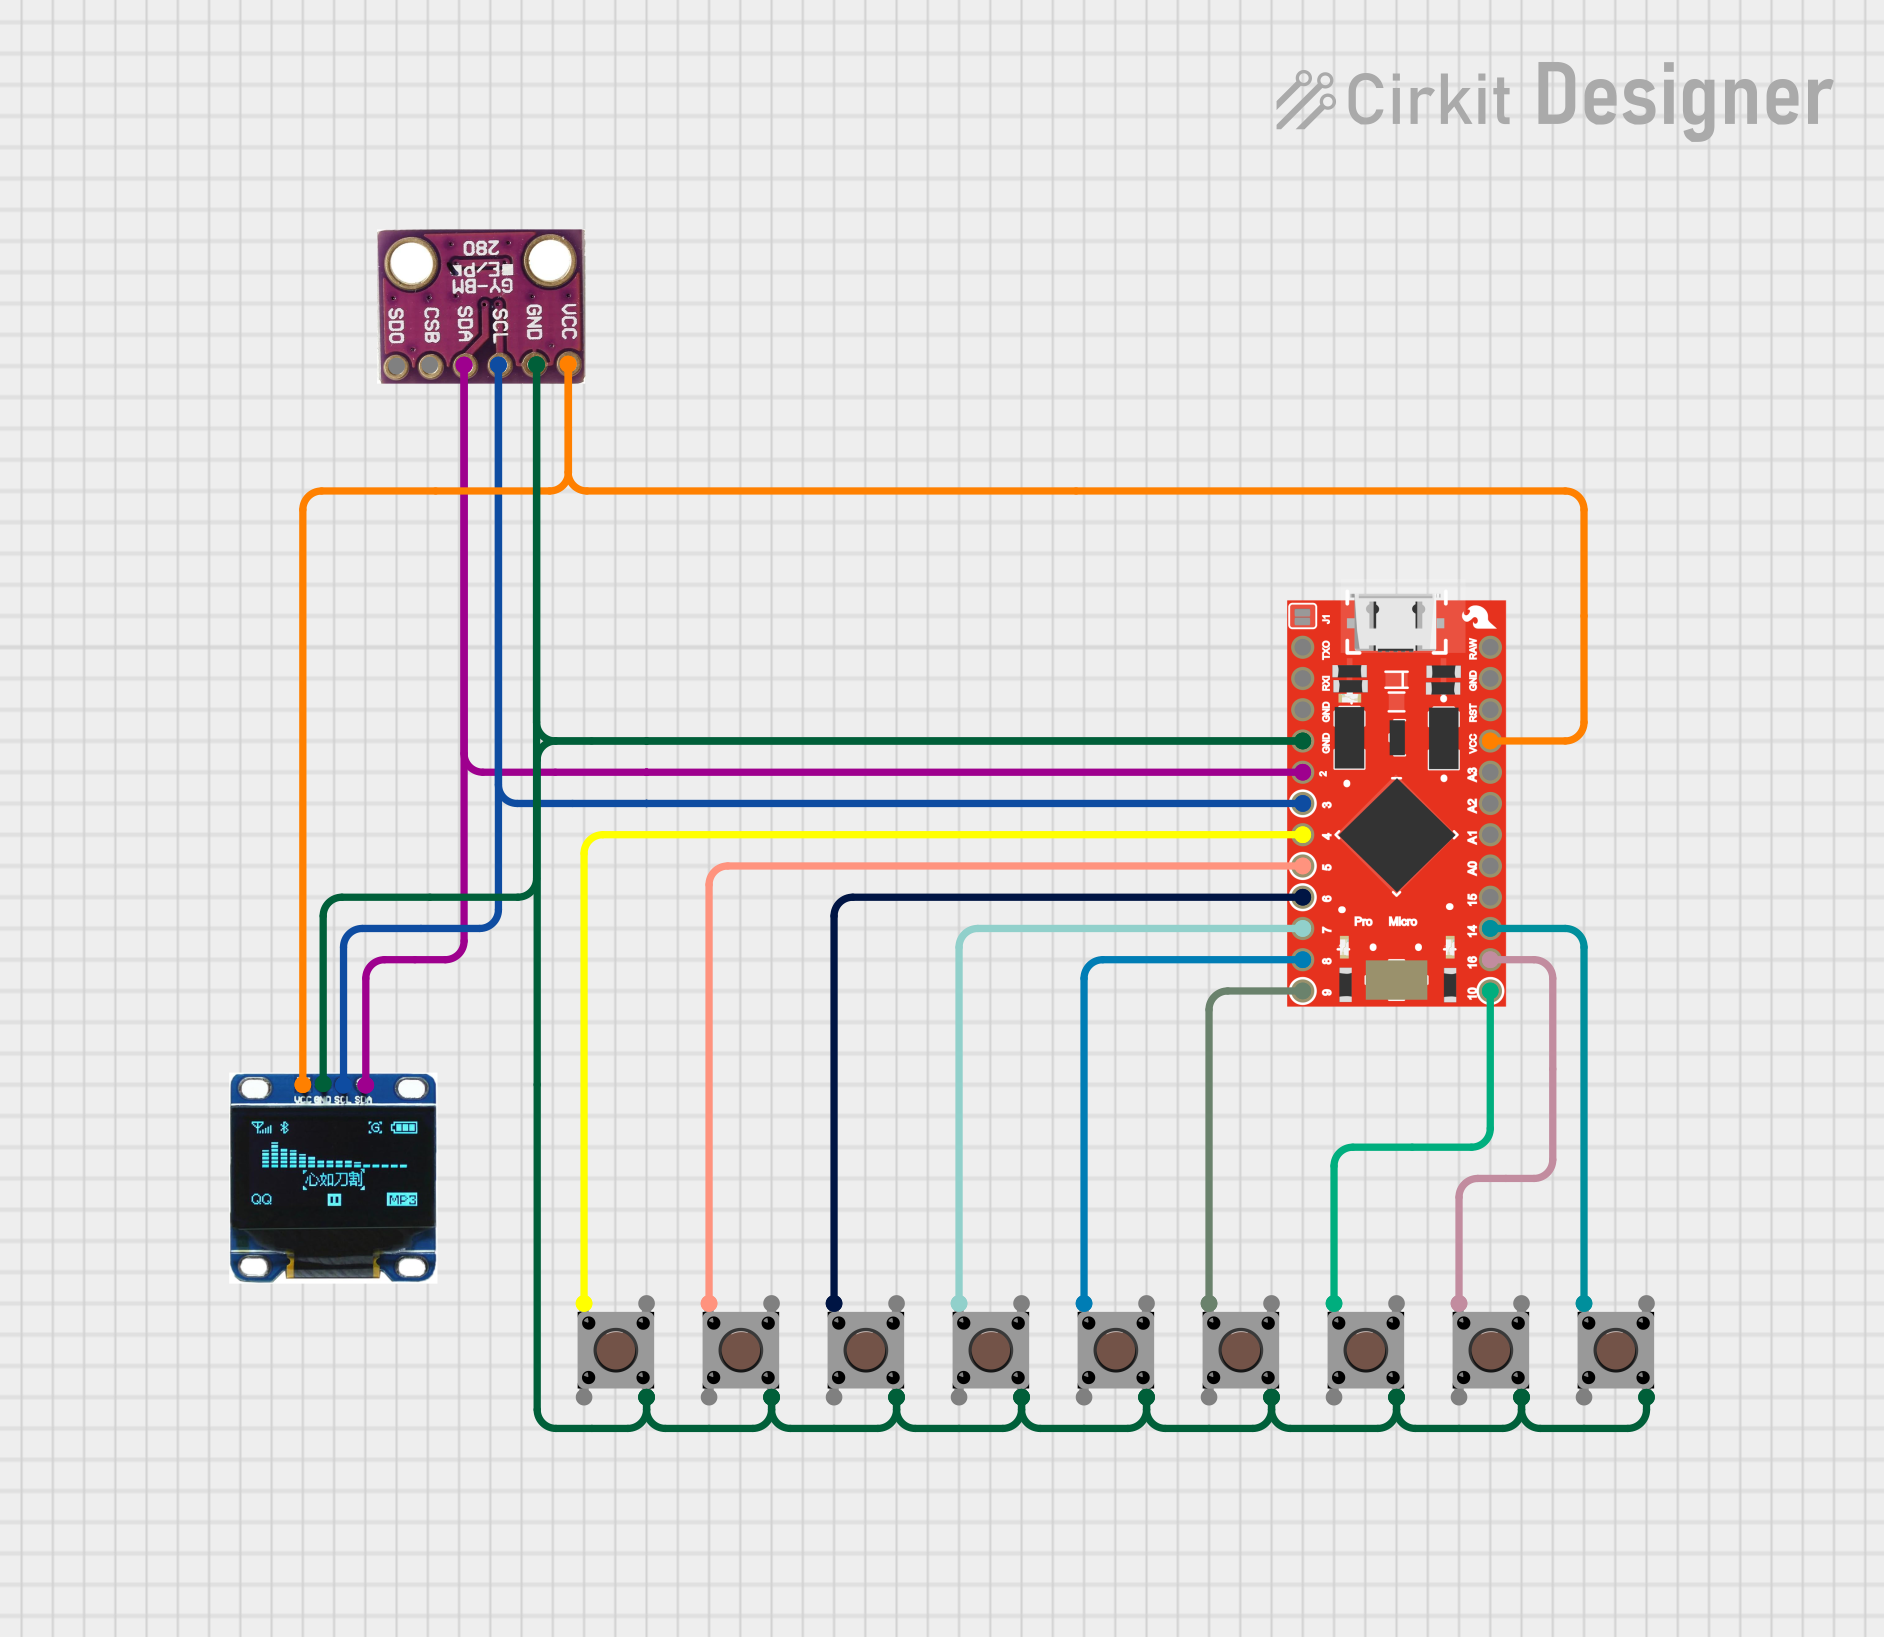 Cirkit Designer
280
E/P
GY-BM
SDO
CSB
SDA
SCL
GND
VCC
J1
TXO
RXI
GND
GND
2
3
4
5
6
7
8
9
RAW
GND
RST
VCC
A3
A2
A1
A0
15
14
16
10
Pro Micro
VCC GND SCL SDA
G
心如刀割
QQ
MP3